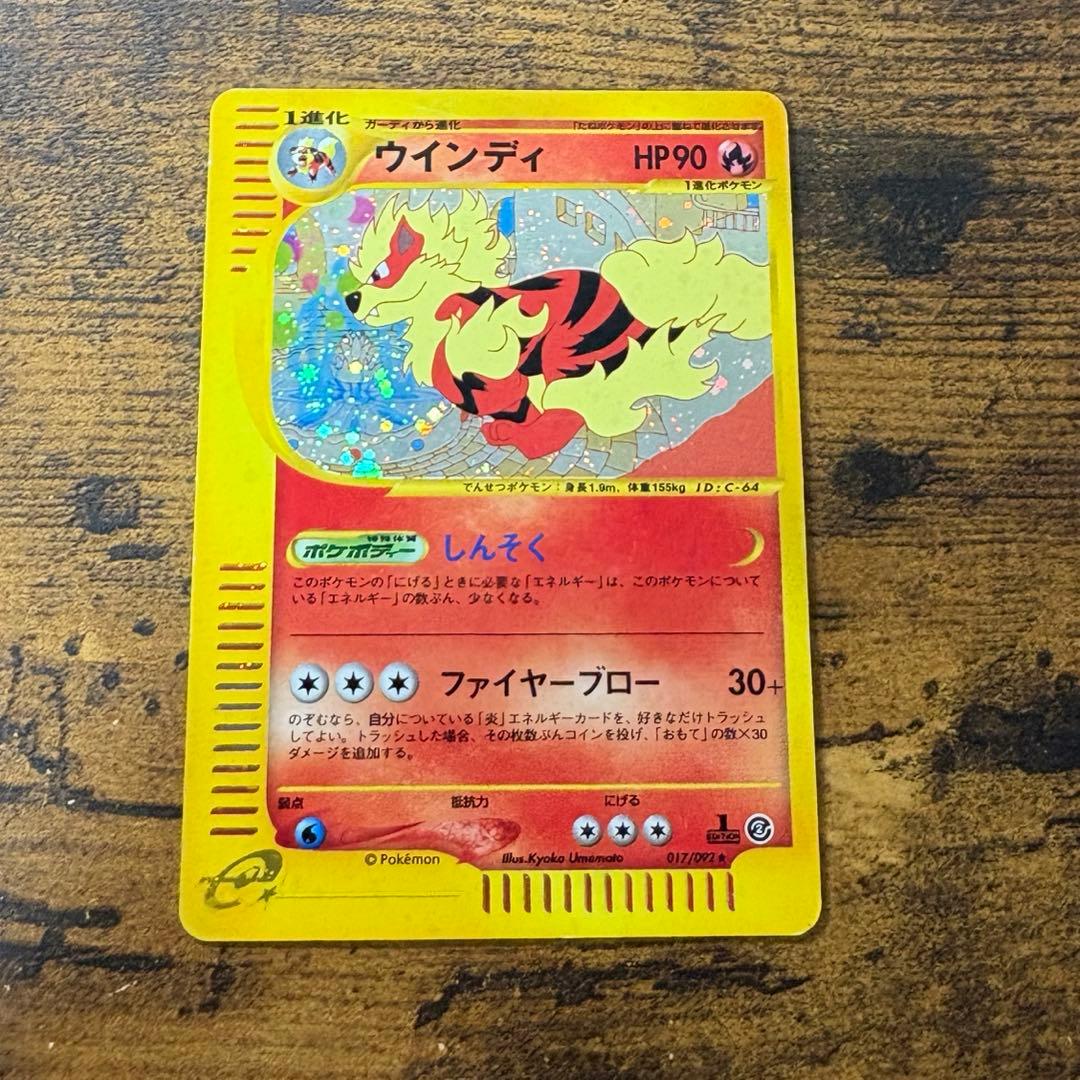 1進化
ガーディから進化
「たねポケモン」の上に重ねて進化させます
ウインディ HP90
1進化ポケモン
でんせつポケモン：身長1.9m, 体重155kg ID:C-64
特殊体質
ポケボディー しんそく
このポケモンの「にげる」ときに必要な「エネルギー」は、このポケモンについて
いる「エネルギー」の数ぶん、少なくなる。
ファイヤーブロー 30+
のぞむなら、自分についている「炎」エネルギーカードを、好きなだけトラッシュ
してよい。トラッシュした場合、その枚数ぶんコインを投げ、「おもて」の数×30
ダメージを追加する。
弱点 抵抗力 にげる
1 EDITION 2
©Pokémon Illus.Kyoko Umemoto 017/092★
e